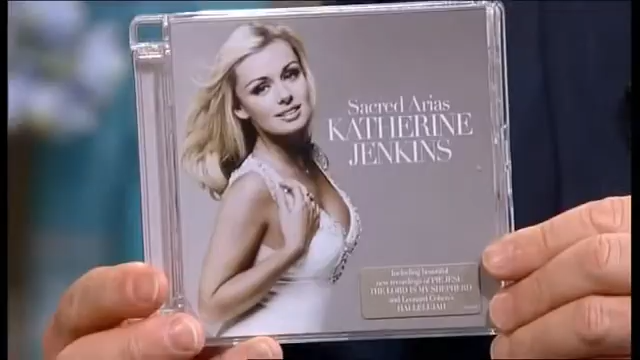 Sacred Arias
KATHERINE
JENKINS
Including beautiful
new recordings of PIE JESU
THE LORD IS MY SHEPHERD
and Leonard Cohen's
HALLELUJAH